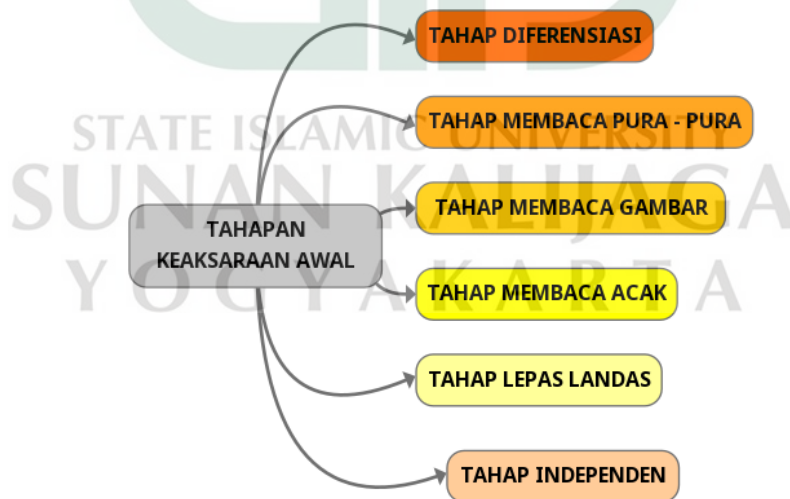 TAHAP DIFERENSIASI
TAHAP MEMBACA PURA - PURA
STATE ISLAMIC UNIVERSITY
SUNAN KALIJAGA
YOGYAKARTA
TAHAPAN
KEAKSARAAN AWAL
TAHAP MEMBACA GAMBAR
TAHAP MEMBACA ACAK
TAHAP LEPAS LANDAS
TAHAP INDEPENDEN